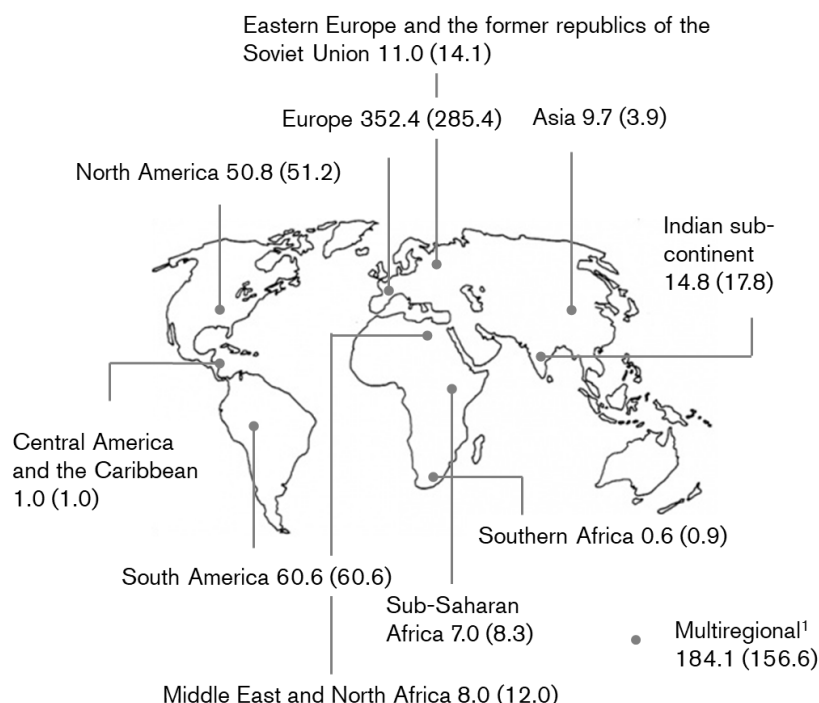 Eastern Europe and the former republics of the
Soviet Union 11.0 (14.1)
Europe 352.4 (285.4)
Asia 9.7 (3.9)
North America 50.8 (51.2)
Indian sub-
continent
14.8 (17.8)
Central America
and the Caribbean
1.0 (1.0)
Southern Africa 0.6 (0.9)
South America 60.6 (60.6)
Sub-Saharan
Africa 7.0 (8.3)
Multiregional¹
184.1 (156.6)
Middle East and North Africa 8.0 (12.0)